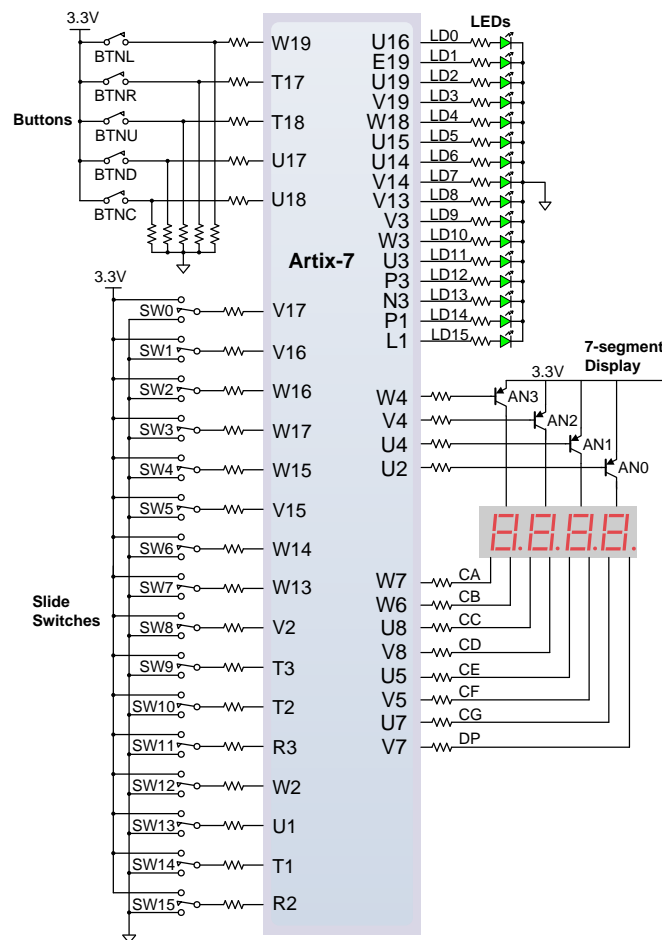 3.3V
BTNL
BTNR
Buttons
BTNU
BTND
BTNC
W19
T17
T18
U17
U18
Artix-7
3.3V
SW0
SW1
SW2
SW3
SW4
SW5
SW6
SW7
Slide
Switches
SW8
SW9
SW10
SW11
SW12
SW13
SW14
SW15
V17
V16
W16
W17
W15
V15
W14
W13
V2
T3
T2
R3
W2
U1
T1
R2
LEDs
U16 LD0
E19 LD1
U19 LD2
V19 LD3
W18 LD4
U15 LD5
U14 LD6
V14 LD7
V13 LD8
V3 LD9
W3 LD10
U3 LD11
P3 LD12
N3 LD13
P1 LD14
L1 LD15
7-segment
Display
3.3V
W4 AN3
V4 AN2
U4 AN1
U2 AN0
8.8.8.8.
W7 CA
W6 CB
U8 CC
V8 CD
U5 CE
V5 CF
U7 CG
V7 DP